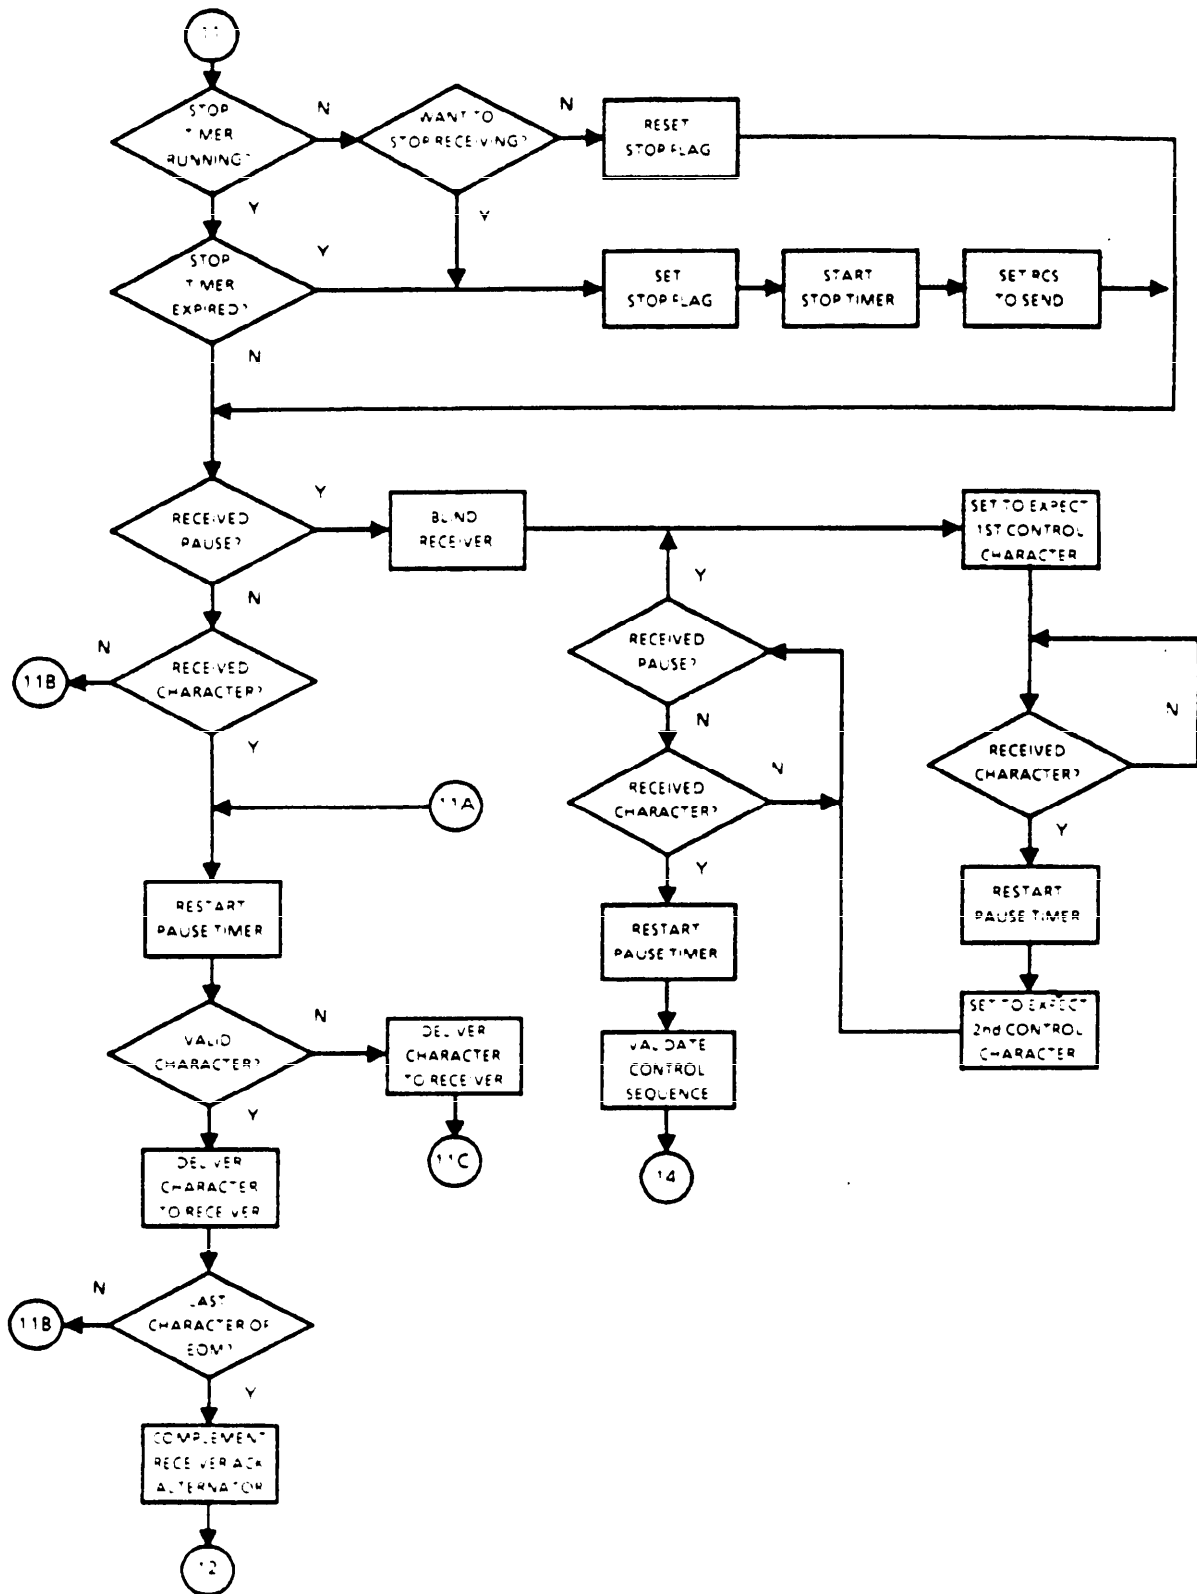 11
STOP
TIMER
RUNNING?
N
WANT TO
STOP RECEIVING?
N
RESET
STOP FLAG
Y
Y
STOP
TIMER
EXPIRED?
Y
SET
STOP FLAG
START
STOP TIMER
SET RCS
TO SEND
N
RECEIVED
PAUSE?
Y
BLIND
RECEIVER
SET TO EXPECT
1ST CONTROL
CHARACTER
N
Y
RECEIVED
PAUSE?
N
11B
RECEIVED
CHARACTER?
Y
N
RECEIVED
CHARACTER?
N
RECEIVED
CHARACTER?
N
11A
Y
Y
RESTART
PAUSE TIMER
RESTART
PAUSE TIMER
RESTART
PAUSE TIMER
VALID
CHARACTER?
N
DELIVER
CHARACTER
TO RECEIVER
VALIDATE
CONTROL
SEQUENCE
SET TO EXPECT
2nd CONTROL
CHARACTER
Y
11C
14
DELIVER
CHARACTER
TO RECEIVER
N
11B
LAST
CHARACTER OF
EOM?
Y
COMPLEMENT
RECEIVER ACK
ALTERNATOR
12